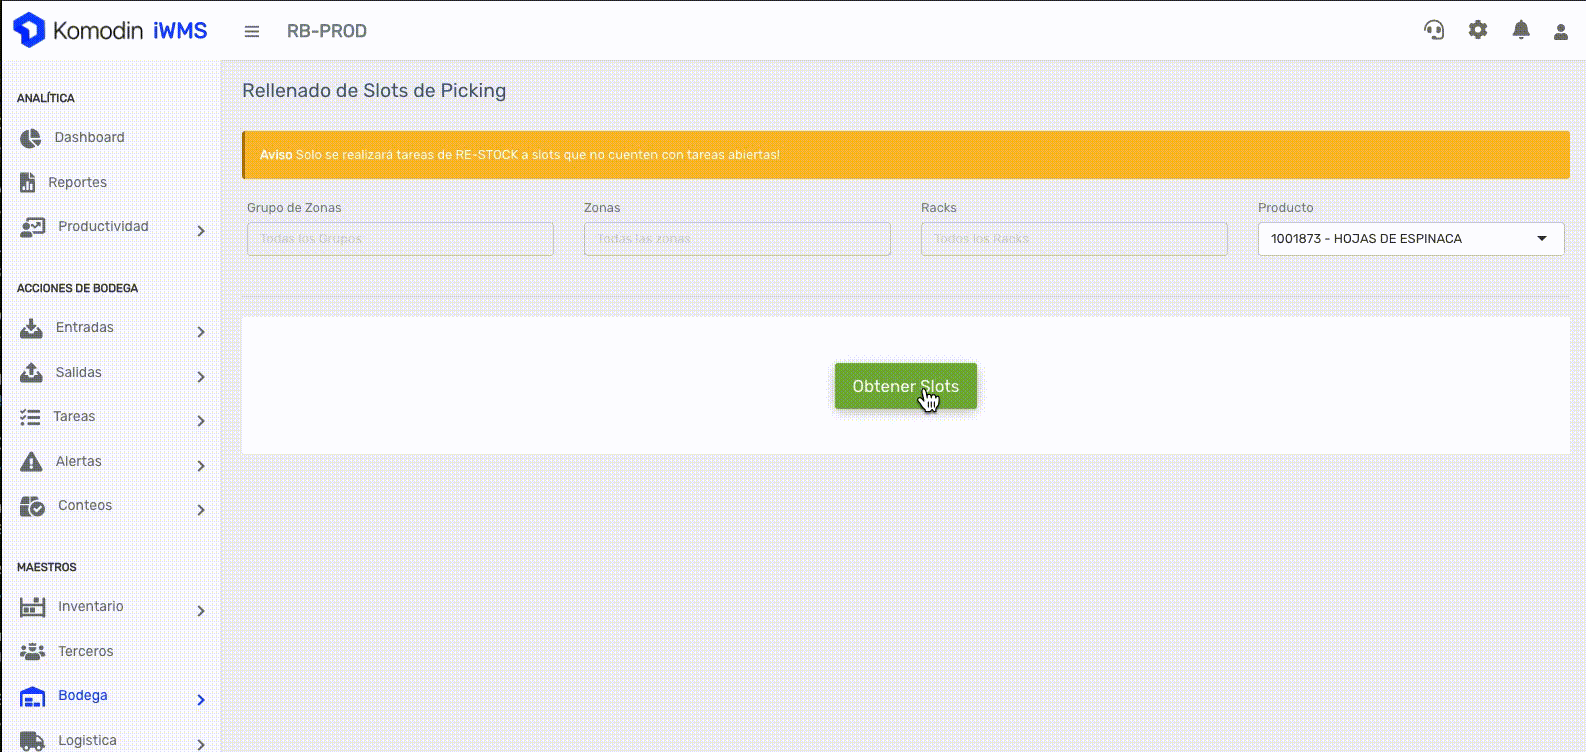 Komodin iWMS
RB-PROD
ANALÍTICA
Dashboard
Reportes
Productividad
ACCIONES DE BODEGA
Entradas
Salidas
Tareas
Alertas
Conteos
MAESTROS
Inventario
Terceros
Bodega
Logistica
Rellenado de Slots de Picking
Aviso Solo se realizará tareas de RE-STOCK a slots que no cuenten con tareas abiertas!
Grupo de Zonas
Todas los Grupos
Zonas
Todas las zonas
Racks
Todos los Racks
Producto
1001873 - HOJAS DE ESPINACA
Obtener Slots